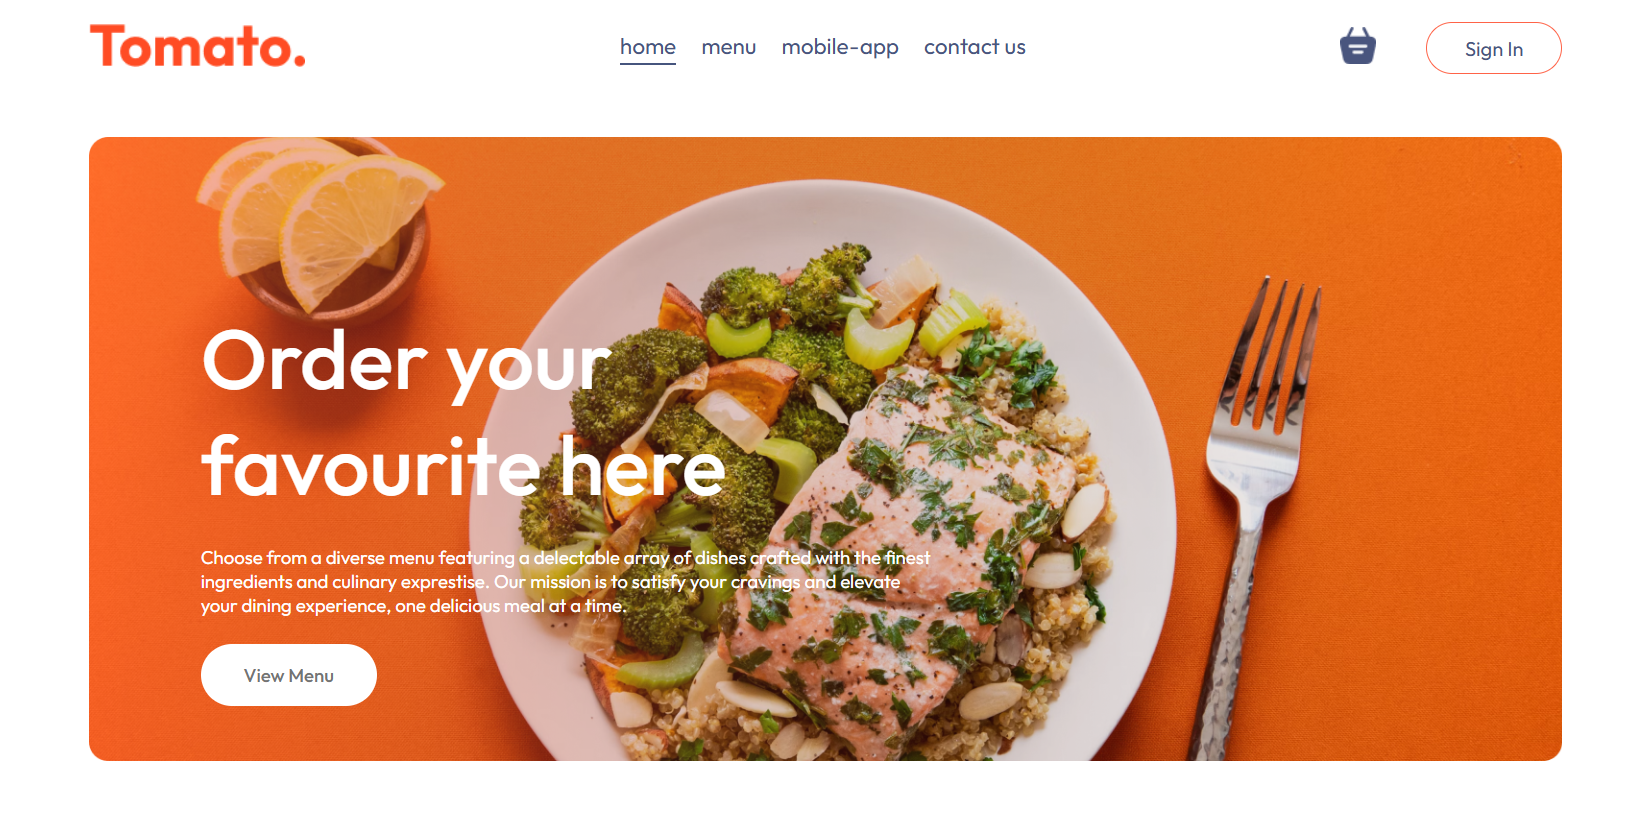 Tomato.
home menu mobile-app contact us
Sign In
Order your
favourite here
Choose from a diverse menu featuring a delectable array of dishes crafted with the finest
ingredients and culinary exprestise. Our mission is to satisfy your cravings and elevate
your dining experience, one delicious meal at a time.
View Menu